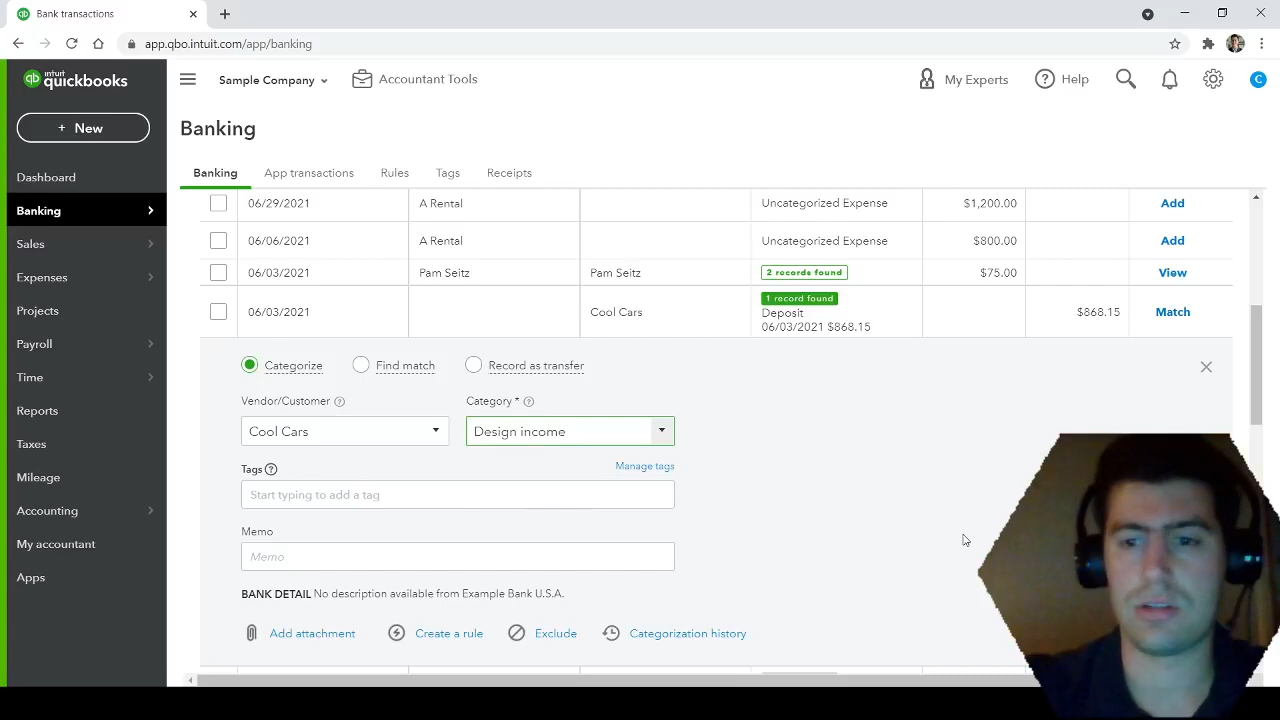 Bank transactions
app.qbo.intuit.com/app/banking
intuit quickbooks
Sample Company
Accountant Tools
My Experts
Help
C
+ New
Banking
Dashboard
Banking
Sales
Expenses
Projects
Payroll
Time
Reports
Taxes
Mileage
Accounting
My accountant
Apps
Banking App transactions Rules Tags Receipts
06/29/2021 A Rental Uncategorized Expense $1,200.00 Add
06/06/2021 A Rental Uncategorized Expense $800.00 Add
06/03/2021 Pam Seitz Pam Seitz 2 records found $75.00 View
1 record found
06/03/2021 Cool Cars Deposit $868.15 Match
06/03/2021 $868.15
Categorize Find match Record as transfer
Vendor/Customer ? Category * ?
Cool Cars Design income
Tags ? Manage tags
Start typing to add a tag
Memo
Memo
BANK DETAIL No description available from Example Bank U.S.A.
Add attachment Create a rule Exclude Categorization history